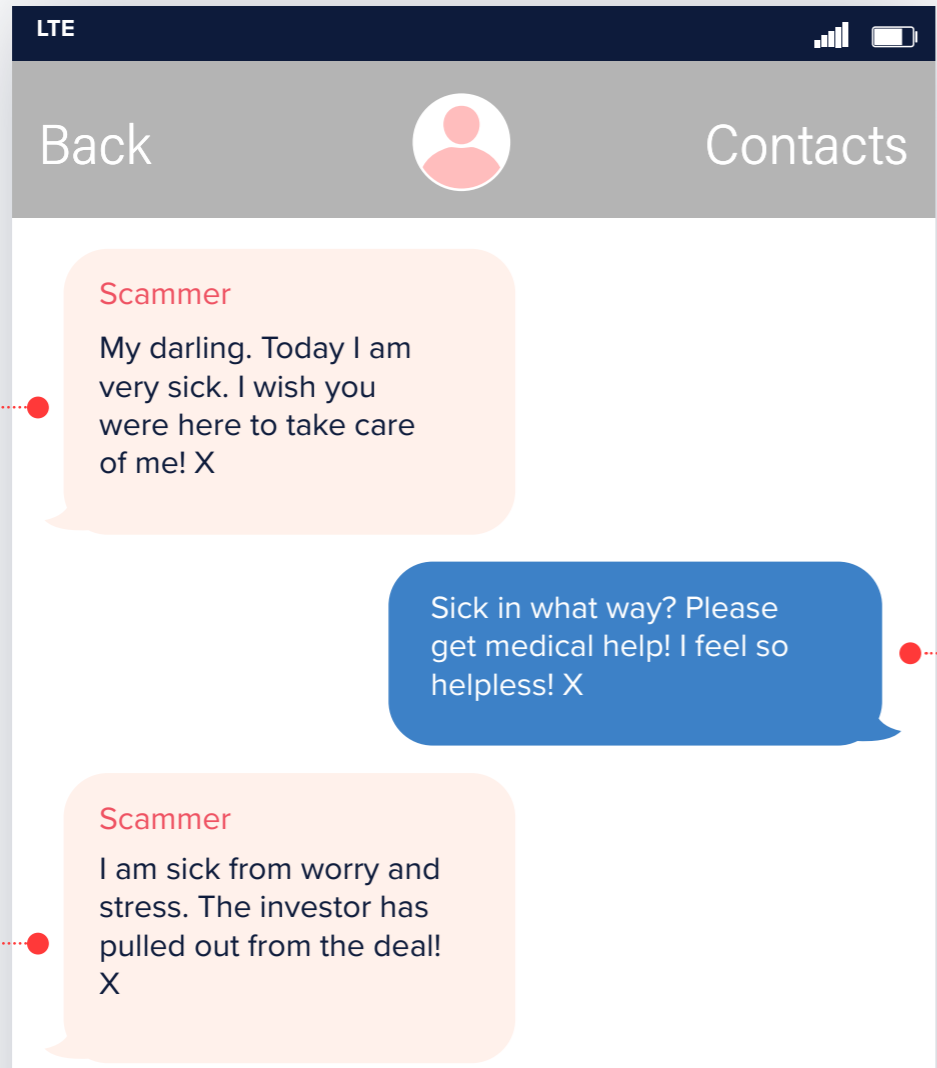 LTE
Back
Contacts
Scammer
My darling. Today I am
very sick. I wish you
were here to take care
of me! X
Sick in what way? Please
get medical help! I feel so
helpless! X
Scammer
I am sick from worry and
stress. The investor has
pulled out from the deal!
X